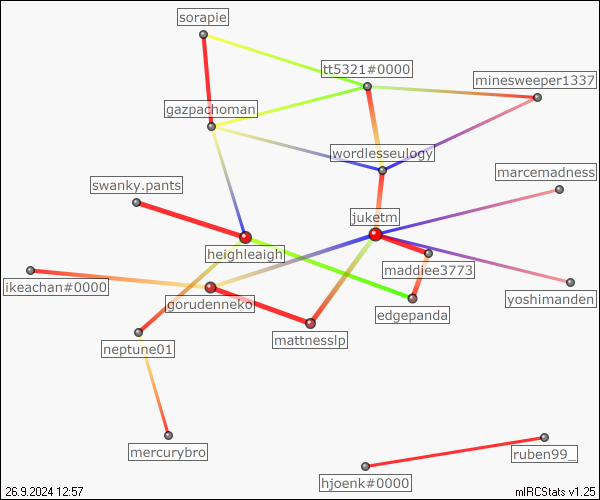 sorapie
tt5321#0000
minesweeper1337
gazpachoman
wordlesseulogy
marcemadness
swanky.pants
juketm
heighleaigh
maddiee3773
ikeachan#0000
gorudenneko
yoshimanden
edgepanda
mattnesslp
neptune01
mercurybro
ruben99_
hjoenk#0000
26.9.2024 12:57
mIRCStats v1.25